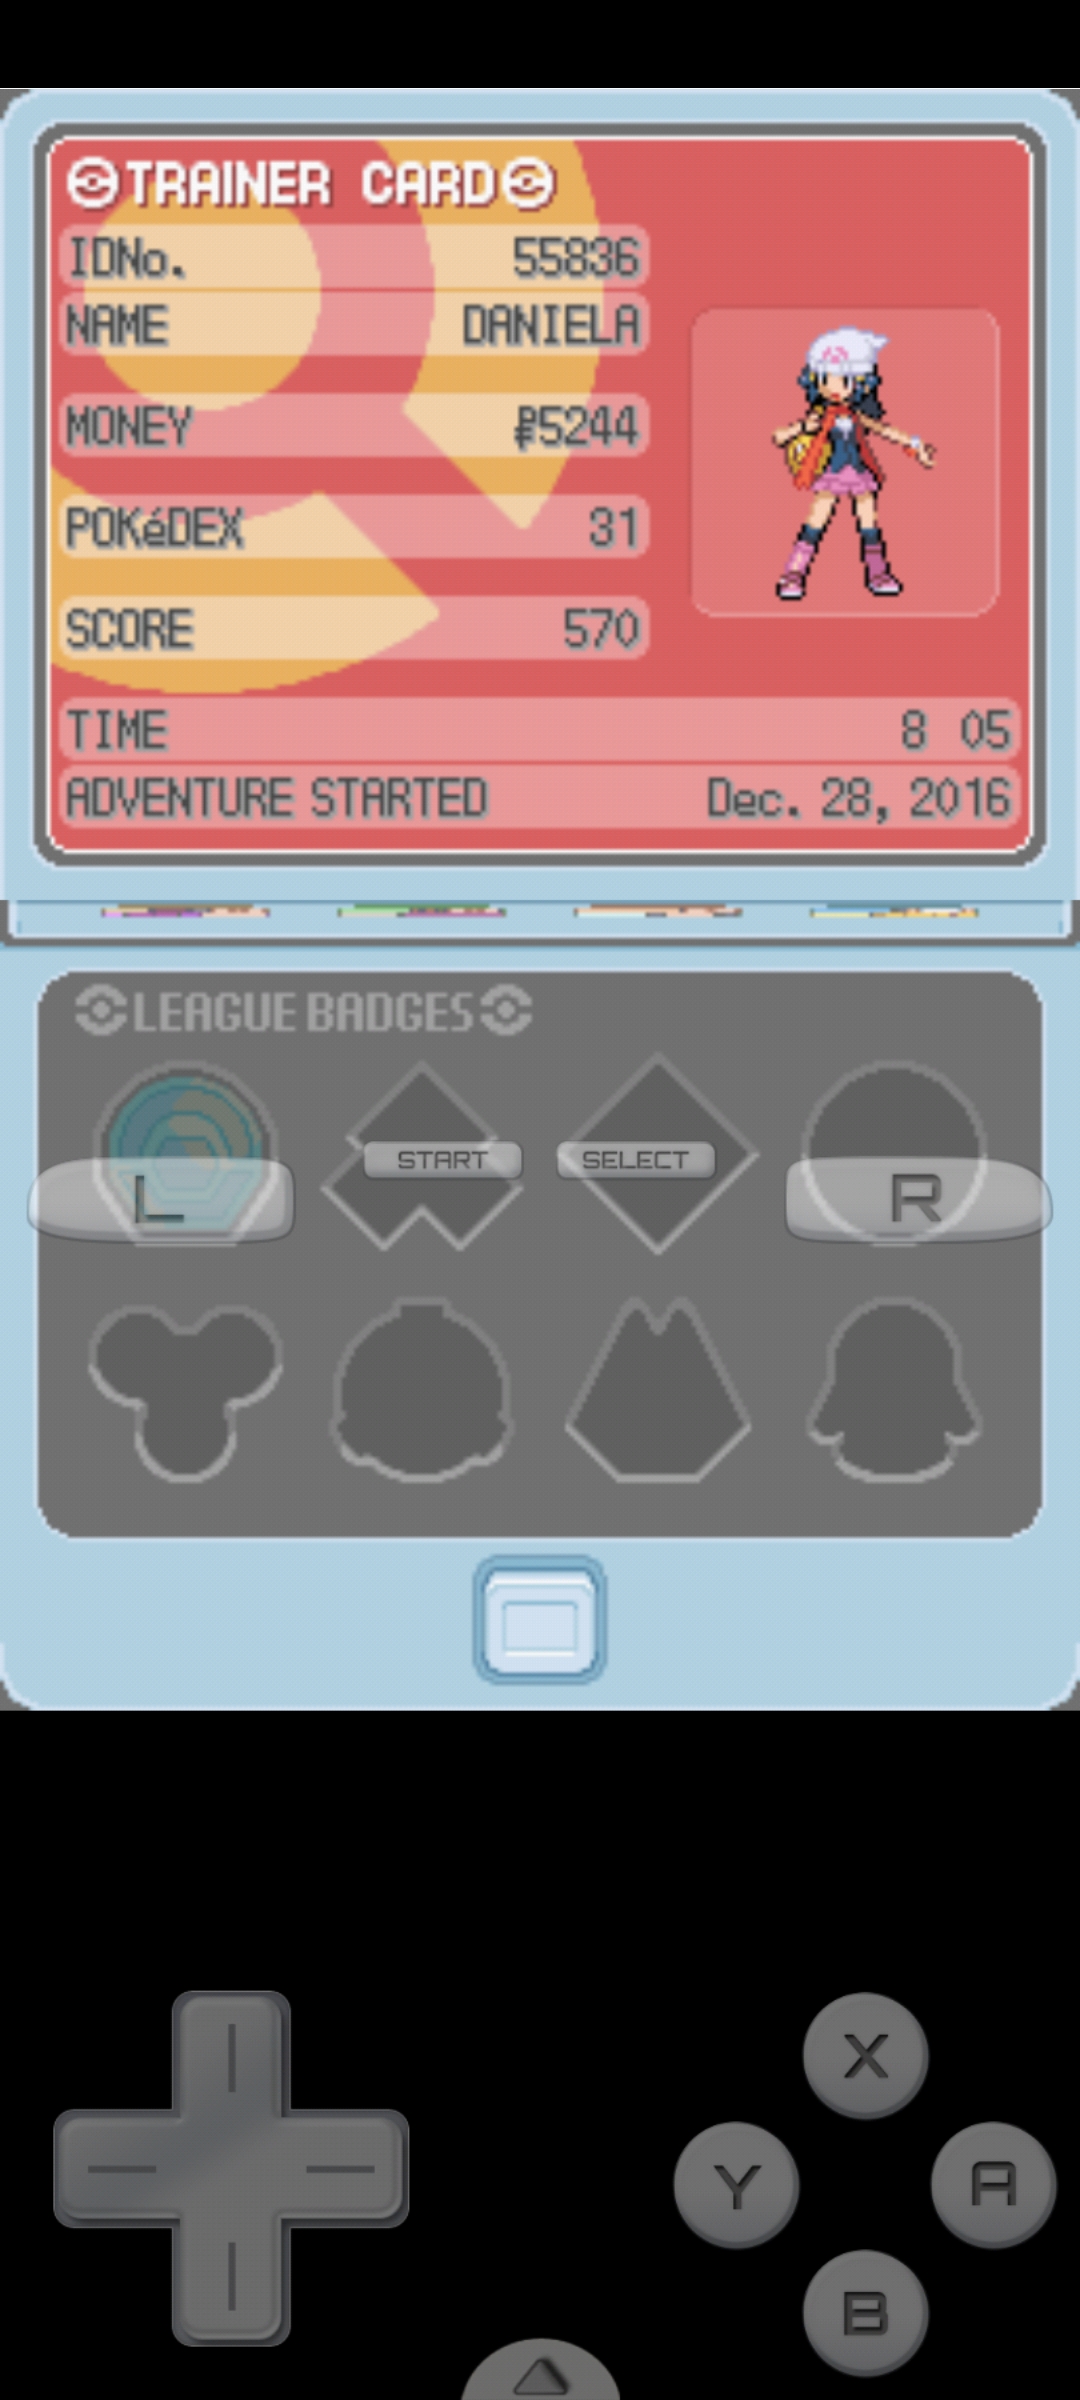 TRAINER CARD
IDNo. 55836
NAME DANIELA
MONEY ₽5244
POKéDEX 31
SCORE 570
TIME 8 05
ADVENTURE STARTED Dec. 28, 2016
LEAGUE BADGES
START SELECT
L R
X
Y A
B